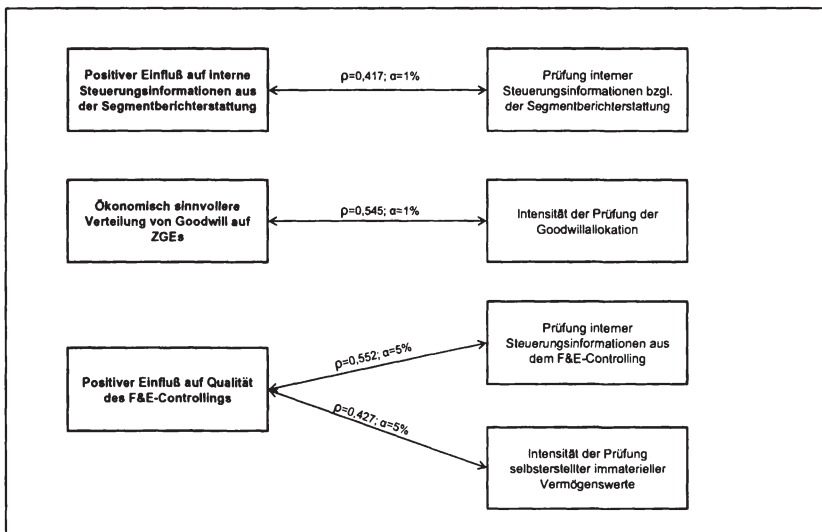 Positiver Einfluß auf interne
Steuerungsinformationen aus
der Segmentberichterstattung
ρ=0,417; α=1%
Prüfung interner
Steuerungsinformationen bzgl.
der Segmentberichterstattung
Ökonomisch sinnvollere
Verteilung von Goodwill auf
ZGEs
ρ=0,545; α=1%
Intensität der Prüfung der
Goodwillallokation
Positiver Einfluß auf Qualität
des F&E-Controllings
ρ=0,552; α=5%
Prüfung interner
Steuerungsinformationen aus
dem F&E-Controlling
ρ=0,427; α=5%
Intensität der Prüfung
selbsterstellter immaterieller
Vermögenswerte